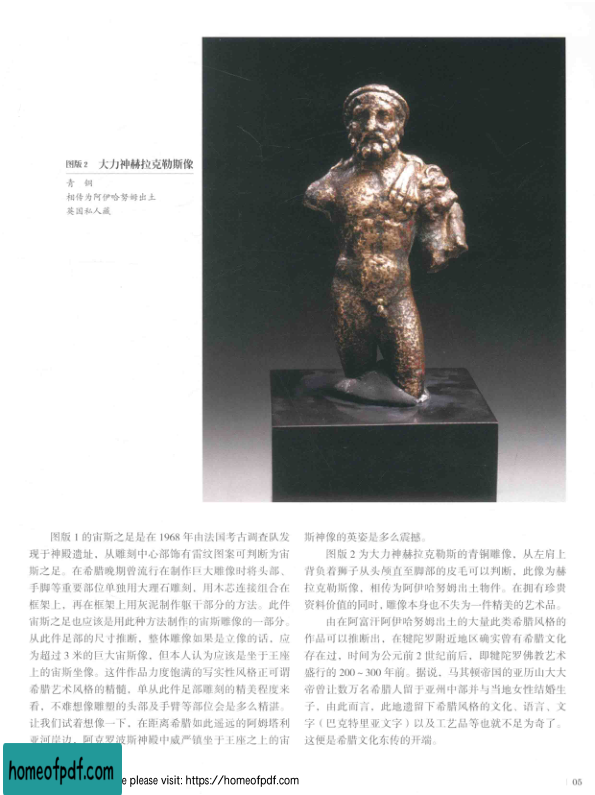 图版 2 大力神赫拉克勒斯像
青 铜
相传为阿伊哈努姆出土
英国私人藏
图版 1 的宙斯之足是在 1968 年由法国考古调查队发
现于神殿遗址，从雕刻中心部饰有雷纹图案可判断为宙
斯之足。在希腊晚期曾流行在制作巨大雕像时将头部、
手脚等重要部位单独用大理石雕刻，用木芯连接组合在
框架上，再在框架上用灰泥制作躯干部分的方法。此件
宙斯之足也应该是用此种方法制作的宙斯雕像的一部分。
从此件足部的尺寸推断，整体雕像如果是立像的话，应
为超过 3 米的巨大宙斯像，但本人认为应该是坐于王座
上的宙斯坐像。这件作品力度饱满的写实性风格正可谓
希腊艺术风格的精髓，单从此件足部雕刻的精美程度来
看，不难想像雕塑的头部及手臂等部位会是多么精湛。
让我们试着想像一下，在距离希腊如此遥远的阿姆塔利
亚河岸边，阿克罗波斯神殿中威严镇坐于王座之上的宙
斯神像的英姿是多么震撼。
图版 2 为大力神赫拉克勒斯的青铜雕像，从左肩上
背负着狮子从头颅直至脚部的皮毛可以判断，此像为赫
拉克勒斯像，相传为阿伊哈努姆出土物件。在拥有珍贵
资料价值的同时，雕像本身也不失为一件精美的艺术品。
由在阿富汗阿伊哈努姆出土的大量此类希腊风格的
作品可以推断出，在犍陀罗附近地区确实曾有希腊文化
存在过，时间为公元前 2 世纪前后，即犍陀罗佛教艺术
盛行的 200～300 年前。据说，马其顿帝国的亚历山大大
帝曾让数万名希腊人留于亚州中部并与当地女性结婚生
子，由此而言，此地遗留下希腊风格的文化、语言、文
字（巴克特里亚文字）以及工艺品等也就不足为奇了。
这便是希腊文化东传的开端。
homeofpdf.com
e please visit: https://homeofpdf.com
05